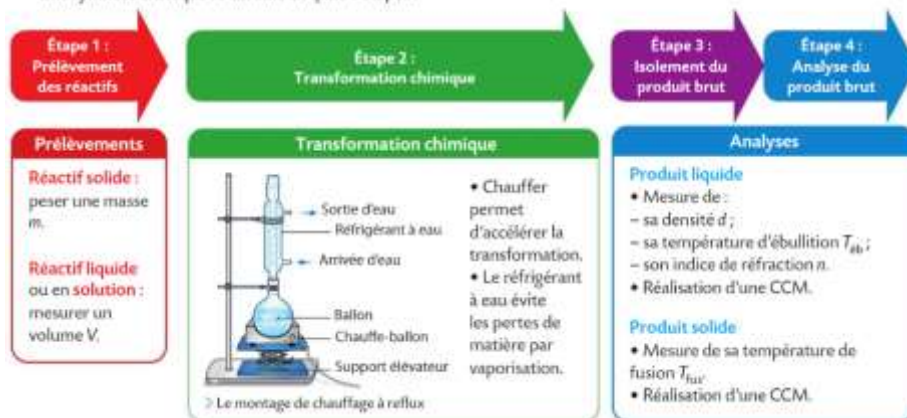 Étape 1 :
Prélèvement
des réactifs
Étape 2 :
Transformation chimique
Étape 3 :
Isolement du
produit brut
Étape 4 :
Analyse du
produit brut
Prélèvements
Réactif solide :
peser une masse
m.
Réactif liquide
ou en solution :
mesurer un
volume V.
Transformation chimique
Sortie d'eau
Réfrigérant à eau
Arrivée d'eau
Ballon
Chauffe-ballon
Support élévateur
> Le montage de chauffage à reflux
• Chauffer
permet
d'accélérer la
transformation.
• Le réfrigérant
à eau évite
les pertes de
matière par
vaporisation.
Analyses
Produit liquide
• Mesure de :
– sa densité d ;
– sa température d'ébullition Téb ;
– son indice de réfraction n.
• Réalisation d'une CCM.
Produit solide
• Mesure de sa température de
fusion Tfus.
• Réalisation d'une CCM.